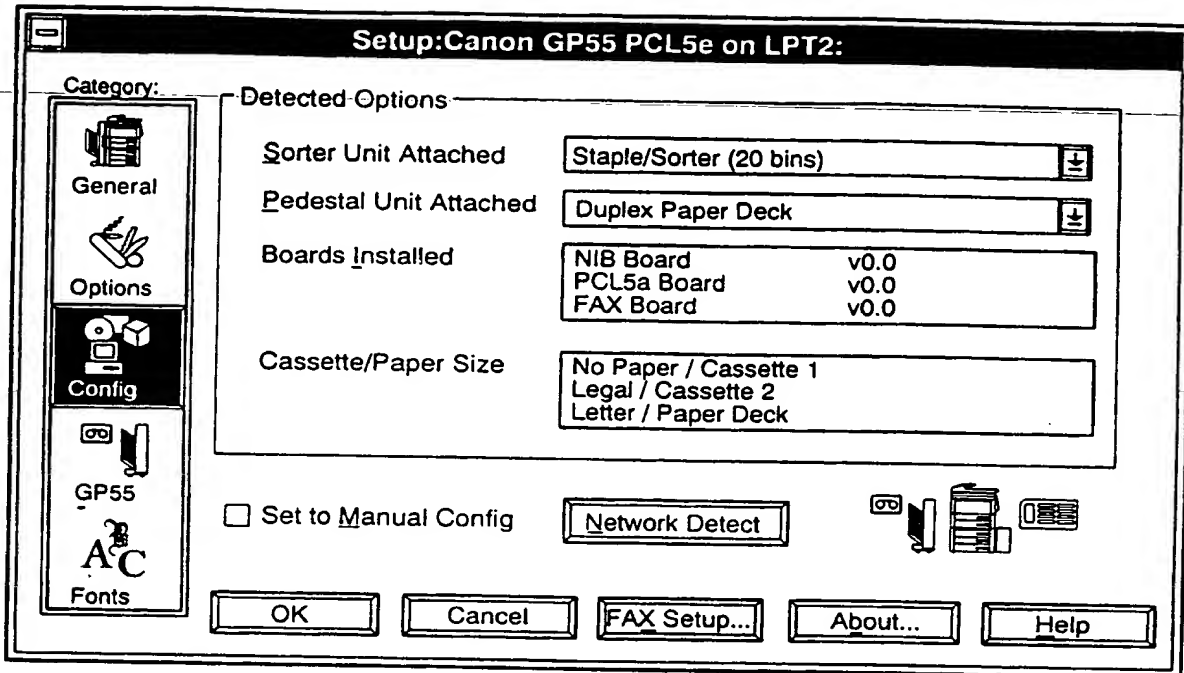 Setup:Canon GP55 PCL5e on LPT2:
Category:
General
Options
Config
GP55
Fonts
Detected Options
Sorter Unit Attached Staple/Sorter (20 bins)
Pedestal Unit Attached Duplex Paper Deck
Boards Installed NIB Board v0.0
PCL5a Board v0.0
FAX Board v0.0
Cassette/Paper Size No Paper / Cassette 1
Legal / Cassette 2
Letter / Paper Deck
Set to Manual Config Network Detect
OK Cancel FAX Setup... About... Help